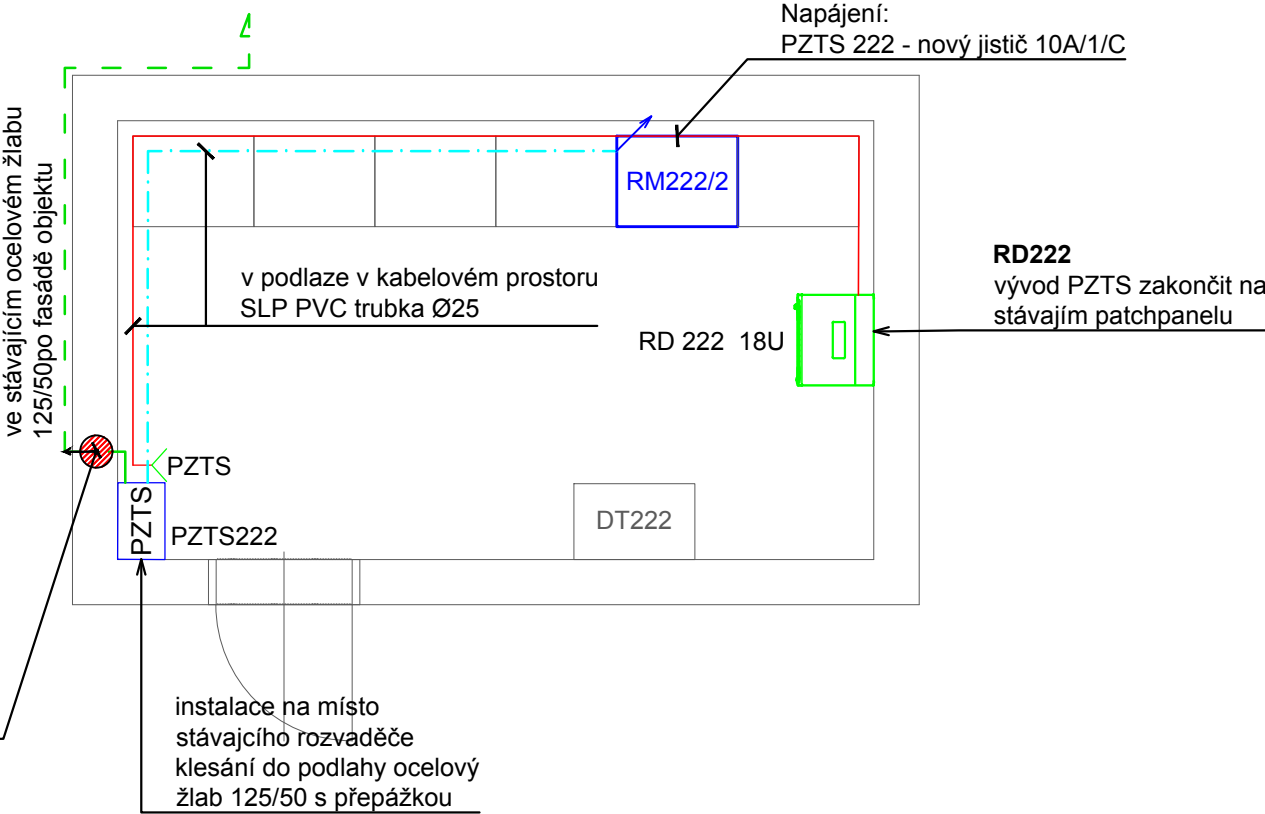 Napájení:
PZTS 222 - nový jistič 10A/1/C
ve stávajícím ocelovém žlabu
125/50po fasádě objektu
RM222/2
v podlaze v kabelovém prostoru
SLP PVC trubka Ø25
RD222
vývod PZTS zakončit na
stávajím patchpanelu
RD 222 18U
PZTS
PZTS
PZTS222
DT222
instalace na místo
stávajcího rozvaděče
klesání do podlahy ocelový
žlab 125/50 s přepážkou